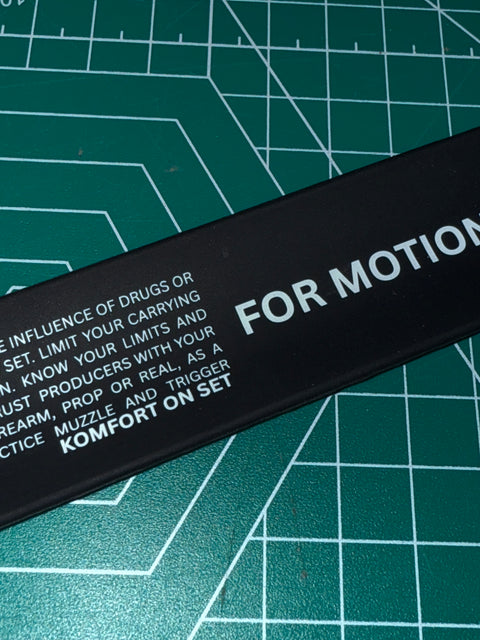 E INFLUENCE OF DRUGS OR
SET. LIMIT YOUR CARRYING
N. KNOW YOUR LIMITS AND
RUST PRODUCERS WITH YOUR
REARM, PROP OR REAL, AS A
CTICE MUZZLE AND TRIGGER
KOMFORT ON SET
FOR MOTION